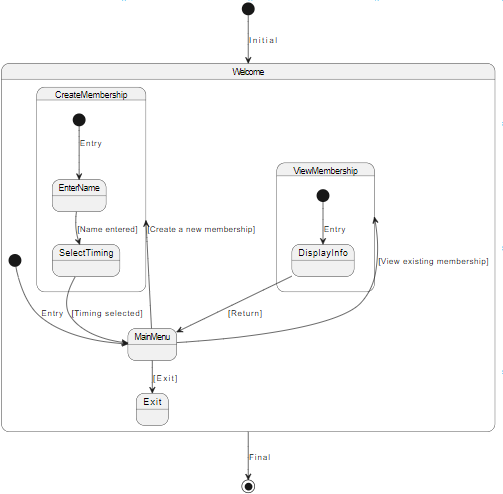 Initial
Welcome
CreateMembership
Entry
EnterName
ViewMembership
[Name entered]
[Create a new membership]
Entry
SelectTiming
DisplayInfo
[View existing membership]
Entry
[Timing selected]
[Return]
MainMenu
[Exit]
Exit
Final